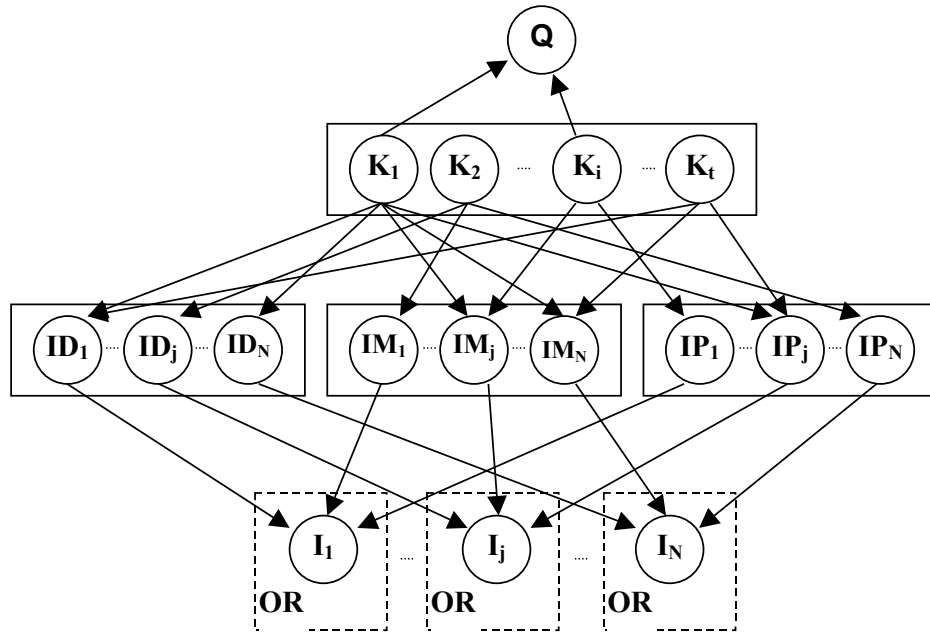 Q
K1 K2 .... Ki .... Kt
ID1 .... IDj .... IDN IM1 .... IMj .... IMN IP1 .... IPj .... IPN
I1 .... Ij .... IN
OR OR OR